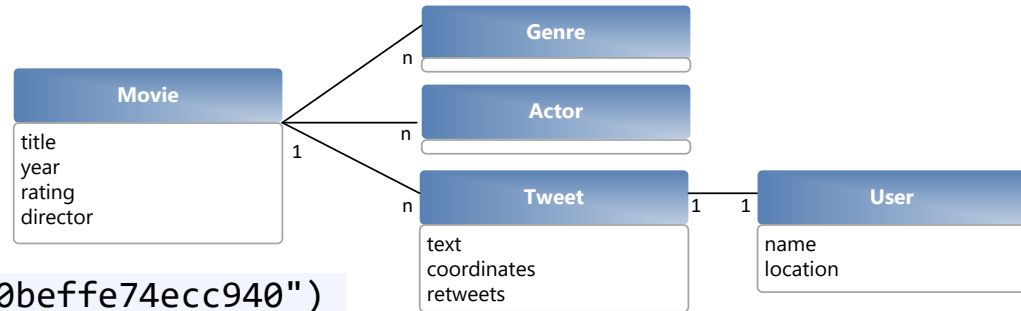 Genre
n
Movie
title
year
rating
director
1
Actor
n
Tweet
n
text
coordinates
retweets
1
1
User
name
location
0beffe74ecc940")